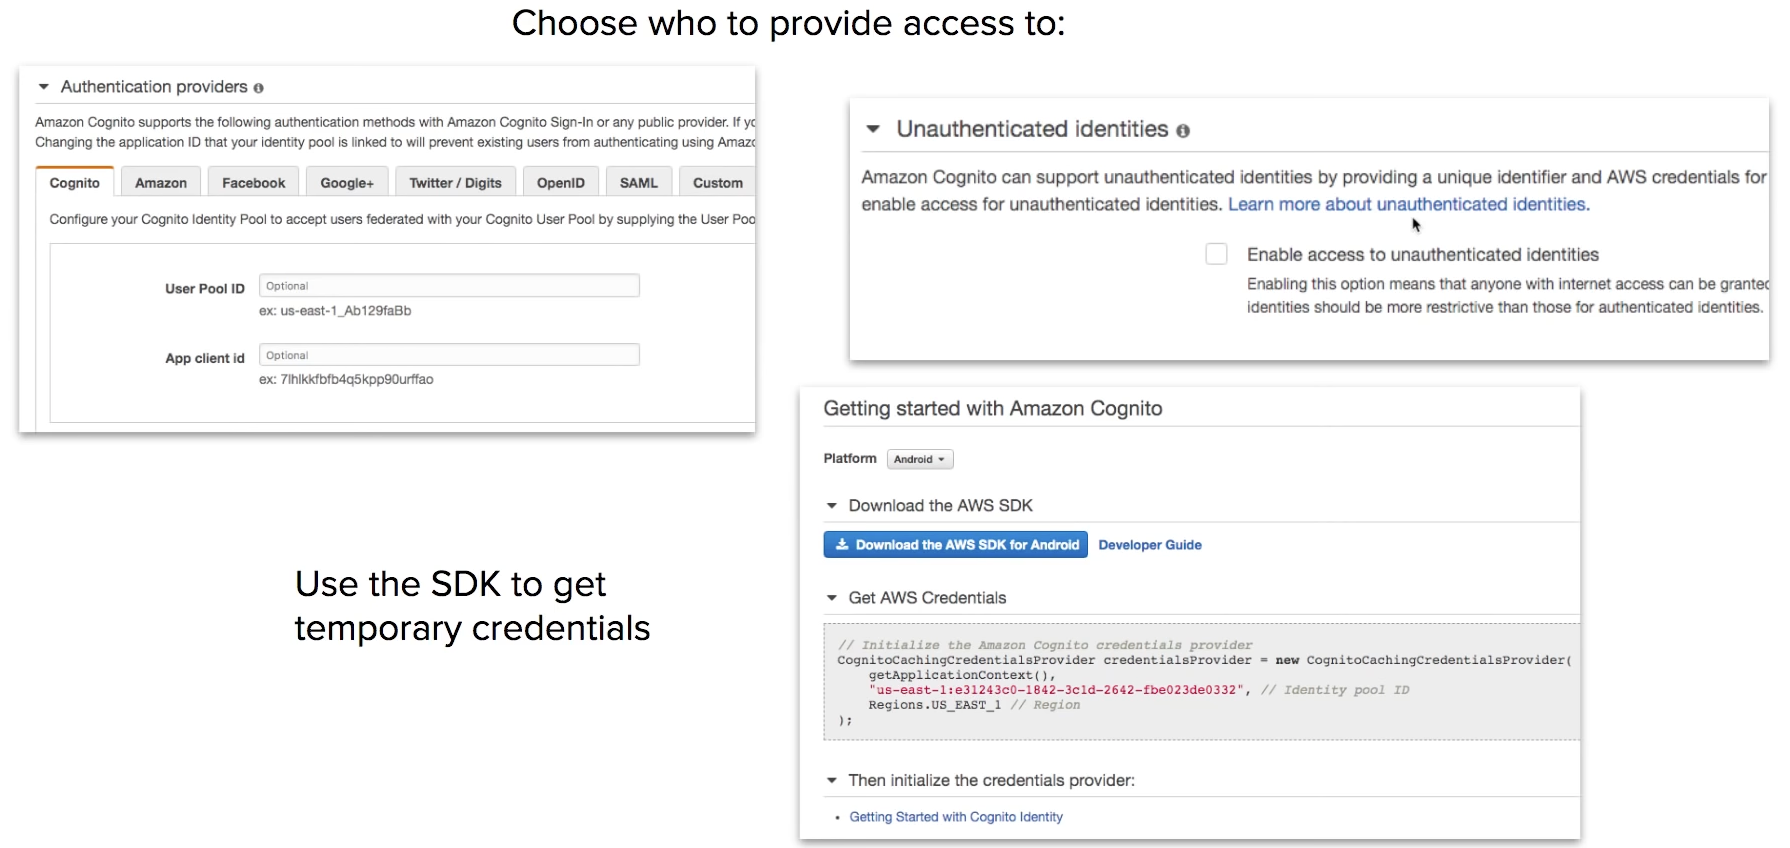 Choose who to provide access to:
Authentication providers
Amazon Cognito supports the following authentication methods with Amazon Cognito Sign-In or any public provider. If
Changing the application ID that your identity pool is linked to will prevent existing users from authenticating using
Cognito Amazon Facebook Google+ Twitter / Digits OpenID SAML Custom
Configure your Cognito Identity Pool to accept users federated with your Cognito User Pool by supplying the User
User Pool ID Optional
ex: us-east-1_Ab129faBb
App client id Optional
ex: 7lhlkkfbfb4q5kpp90urffao
Unauthenticated identities
Amazon Cognito can support unauthenticated identities by providing a unique identifier and AWS credentials for
enable access for unauthenticated identities. Learn more about unauthenticated identities.
Enable access to unauthenticated identities
Enabling this option means that anyone with internet access can be granted
identities should be more restrictive than those for authenticated identities.
Use the SDK to get
temporary credentials
Getting started with Amazon Cognito
Platform Android
Download the AWS SDK
Download the AWS SDK for Android Developer Guide
Get AWS Credentials
// Initialize the Amazon Cognito credentials provider
CognitoCachingCredentialsProvider credentialsProvider = new CognitoCachingCredentialsProvider(
getApplicationContext(),
"us-east-1:e31243c0-1842-3c1d-2642-fbe023de0332", // Identity pool ID
Regions.US_EAST_1 // Region
);
Then initialize the credentials provider:
• Getting Started with Cognito Identity